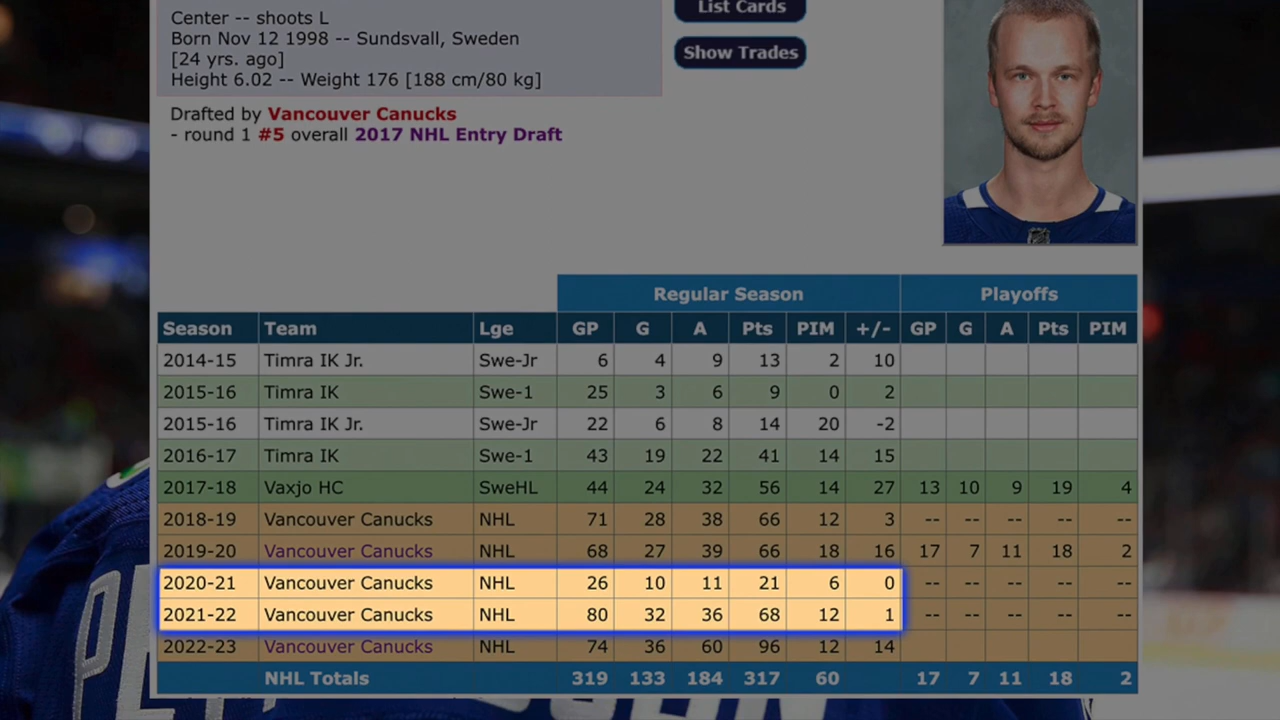 Center -- shoots L
Born Nov 12 1998 -- Sundsvall, Sweden
[24 yrs. ago]
Height 6.02 -- Weight 176 [188 cm/80 kg]
List Cards
Show Trades
Drafted by Vancouver Canucks
- round 1 #5 overall 2017 NHL Entry Draft
Regular Season Playoffs
Season Team Lge GP G A Pts PIM +/- GP G A Pts PIM
2014-15 Timra IK Jr. Swe-Jr 6 4 9 13 2 10
2015-16 Timra IK Swe-1 25 3 6 9 0 2
2015-16 Timra IK Jr. Swe-Jr 22 6 8 14 20 -2
2016-17 Timra IK Swe-1 43 19 22 41 14 15
2017-18 Vaxjo HC SweHL 44 24 32 56 14 27 13 10 9 19 4
2018-19 Vancouver Canucks NHL 71 28 38 66 12 3 -- -- -- -- --
2019-20 Vancouver Canucks NHL 68 27 39 66 18 16 17 7 11 18 2
2020-21 Vancouver Canucks NHL 26 10 11 21 6 0 -- -- -- -- --
2021-22 Vancouver Canucks NHL 80 32 36 68 12 1 -- -- -- -- --
2022-23 Vancouver Canucks NHL 74 36 60 96 12 14
NHL Totals 319 133 184 317 60 17 7 11 18 2